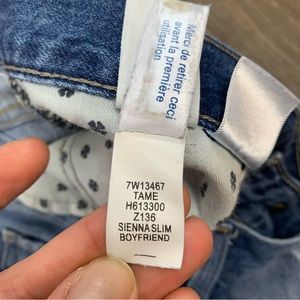 Merci de retirer ceci
avant la première
utilisation
7W13467
TAME
H613300
Z136
SIENNA SLIM
BOYFRIEND